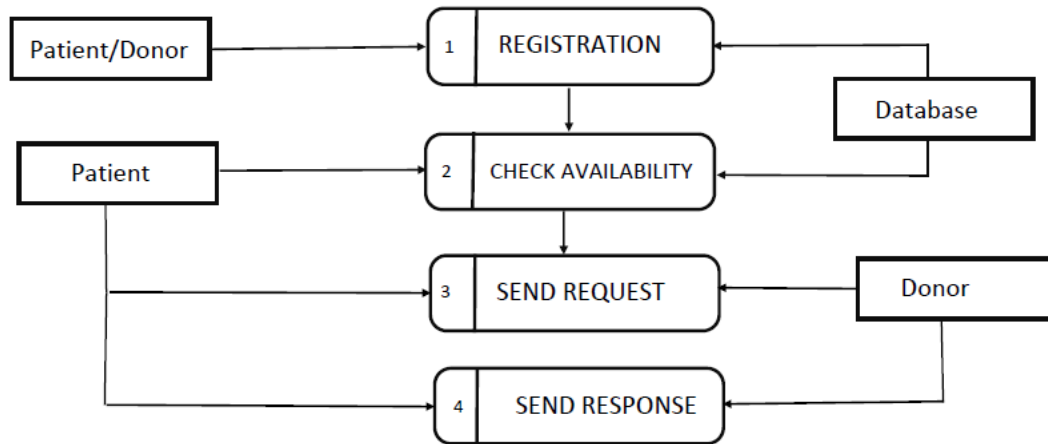 Patient/Donor
1 REGISTRATION
Database
Patient
2 CHECK AVAILABILITY
3 SEND REQUEST
Donor
4 SEND RESPONSE